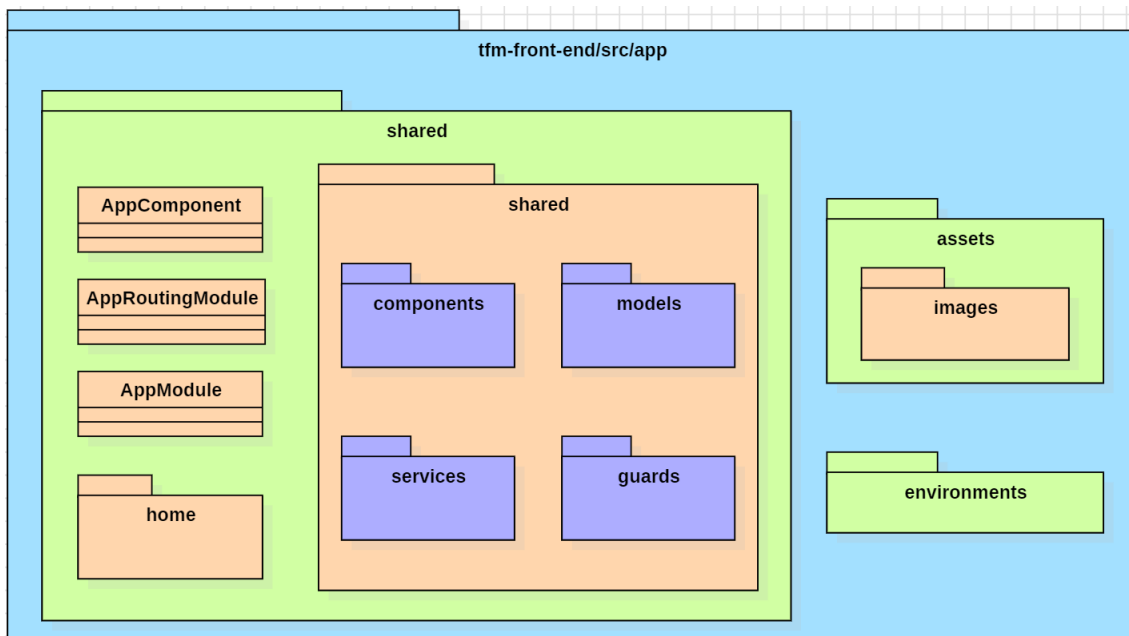 tfm-front-end/src/app
shared
AppComponent
AppRoutingModule
AppModule
home
shared
components
models
services
guards
assets
images
environments